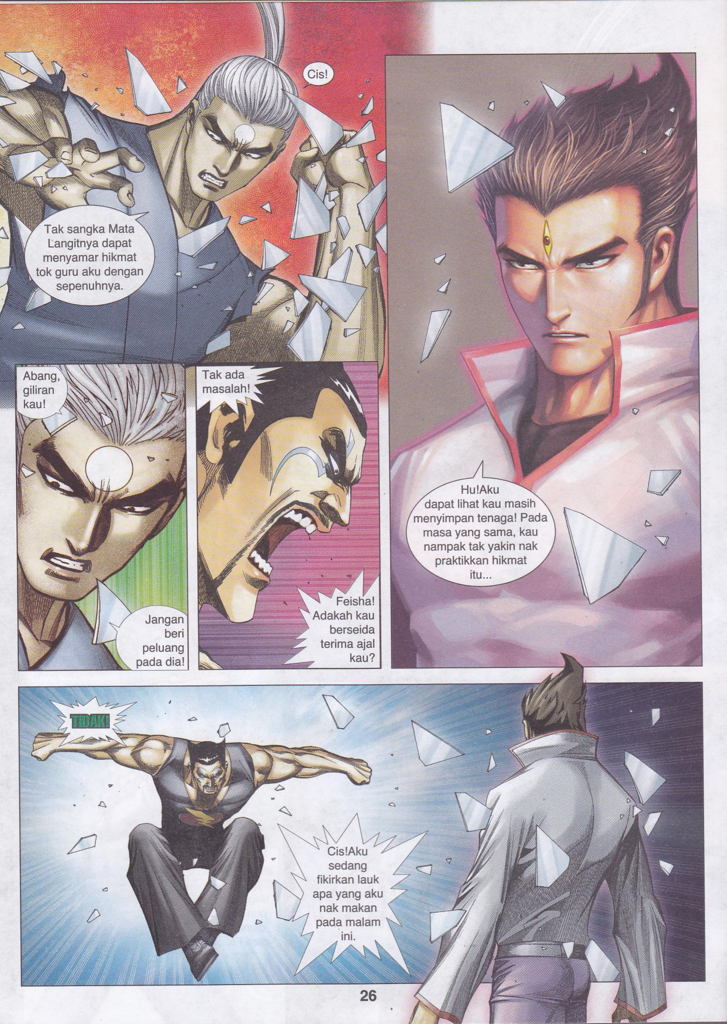 Cis!
Tak sangka Mata
Langitnya dapat
menyamar hikmat
tok guru aku dengan
sepenuhnya.
Hu!Aku
dapat lihat kau masih
menyimpan tenaga! Pada
masa yang sama, kau
nampak tak yakin nak
praktikkan hikmat
itu...
Abang,
giliran
kau!
Jangan
beri
peluang
pada dia!
Tak ada
masalah!
Feisha!
Adakah kau
berseida
terima ajal
kau?
TIDAK!
Cis!Aku
sedang
fikirkan lauk
apa yang aku
nak makan
pada malam
ini.
26